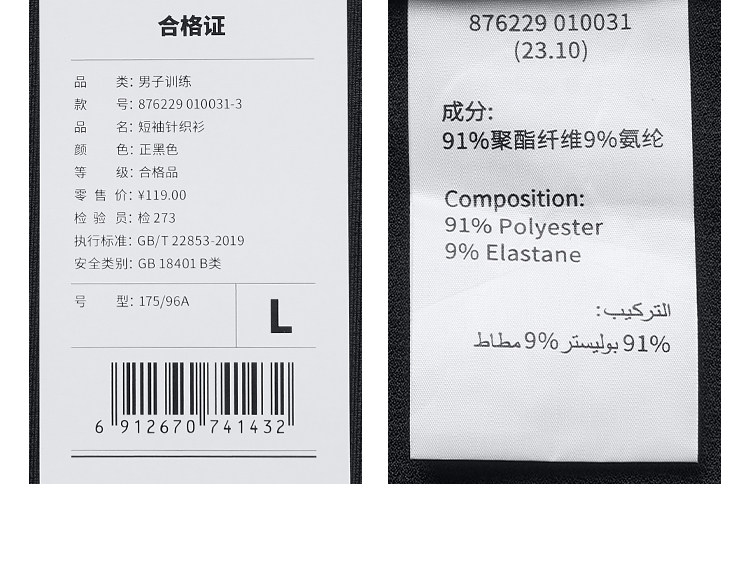 合格证
品 类: 男子训练
款 号: 876229 010031-3
品 名: 短袖针织衫
颜 色: 正黑色
等 级: 合格品
零 售 价: ¥119.00
检 验 员: 检 273
执行标准: GB/T 22853-2019
安全类别: GB 18401 B类
号 型: 175/96A
L
6 912670 741432
876229 010031
(23.10)
成分:
91%聚酯纤维9%氨纶
Composition:
91% Polyester
9% Elastane
التركيب:
91% بوليستر 9% مطاط